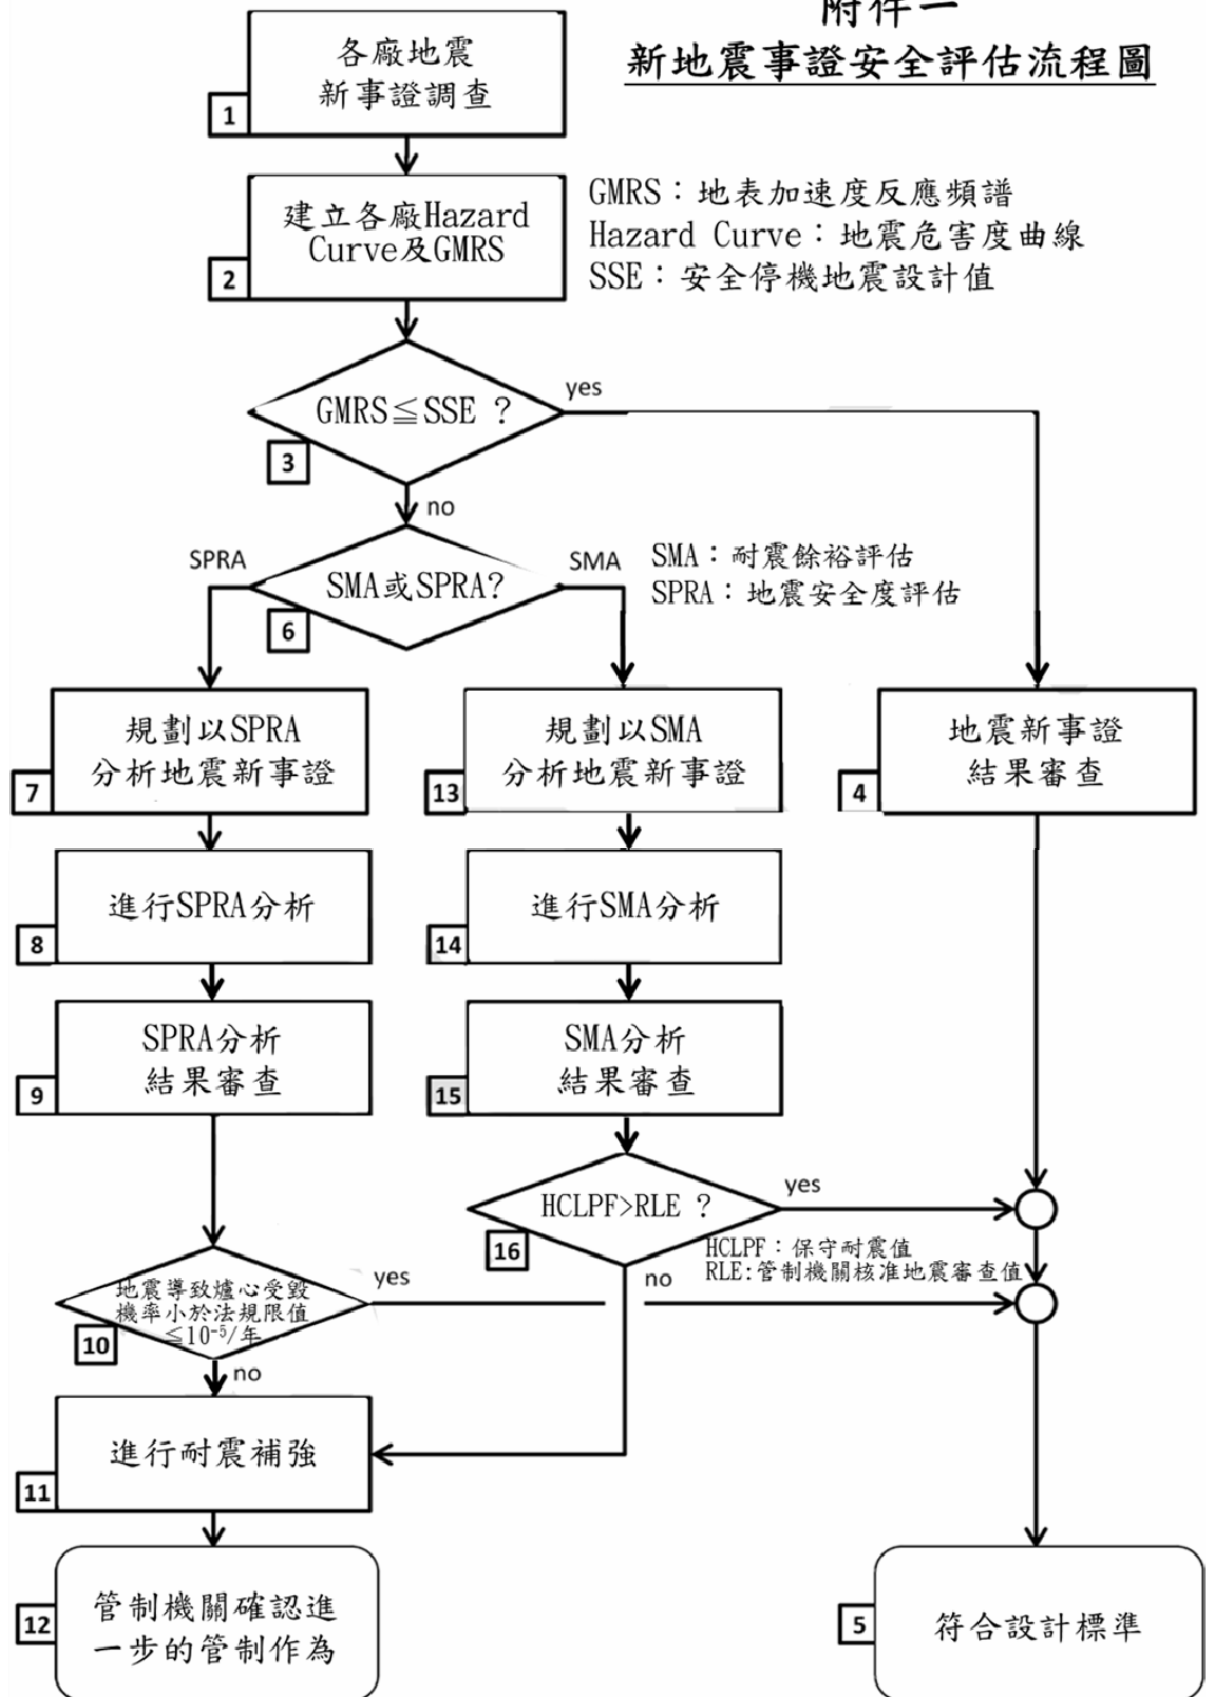 附件一
新地震事證安全評估流程圖
各廠地震
新事證調查
1
建立各廠Hazard
Curve及GMRS
2
GMRS：地表加速度反應頻譜
Hazard Curve：地震危害度曲線
SSE：安全停機地震設計值
GMRS≦SSE ？
3
yes
no
SMA或SPRA?
6
SPRA
SMA
SMA：耐震餘裕評估
SPRA：地震安全度評估
規劃以SPRA
分析地震新事證
7
規劃以SMA
分析地震新事證
13
地震新事證
結果審查
4
進行SPRA分析
8
進行SMA分析
14
SPRA分析
結果審查
9
SMA分析
結果審查
15
HCLPF>RLE ？
16
yes
no
HCLPF：保守耐震值
RLE:管制機關核准地震審查值
地震導致爐心受毀
機率小於法規限值
≦10⁻⁵/年
10
yes
no
進行耐震補強
11
管制機關確認進
一步的管制作為
12
符合設計標準
5